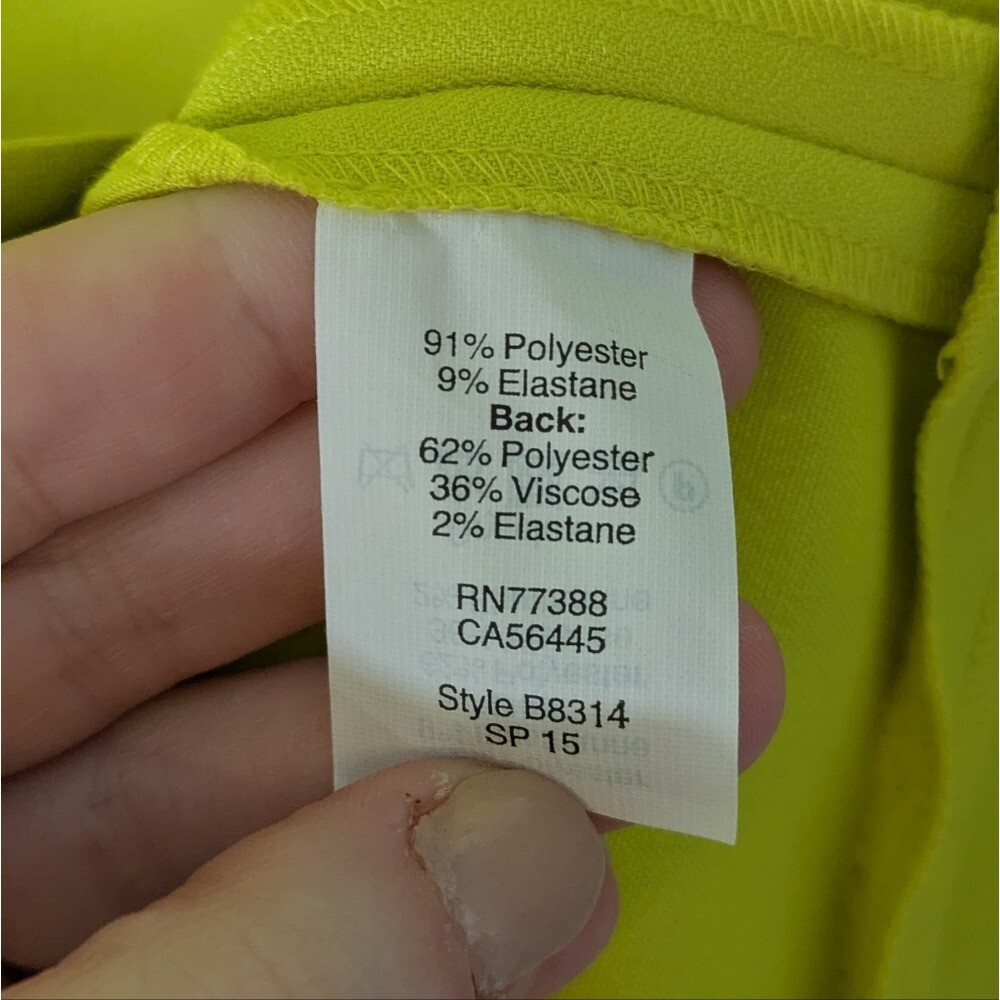 91% Polyester
9% Elastane
Back:
62% Polyester
36% Viscose
2% Elastane
RN77388
CA56445
Style B8314
SP 15